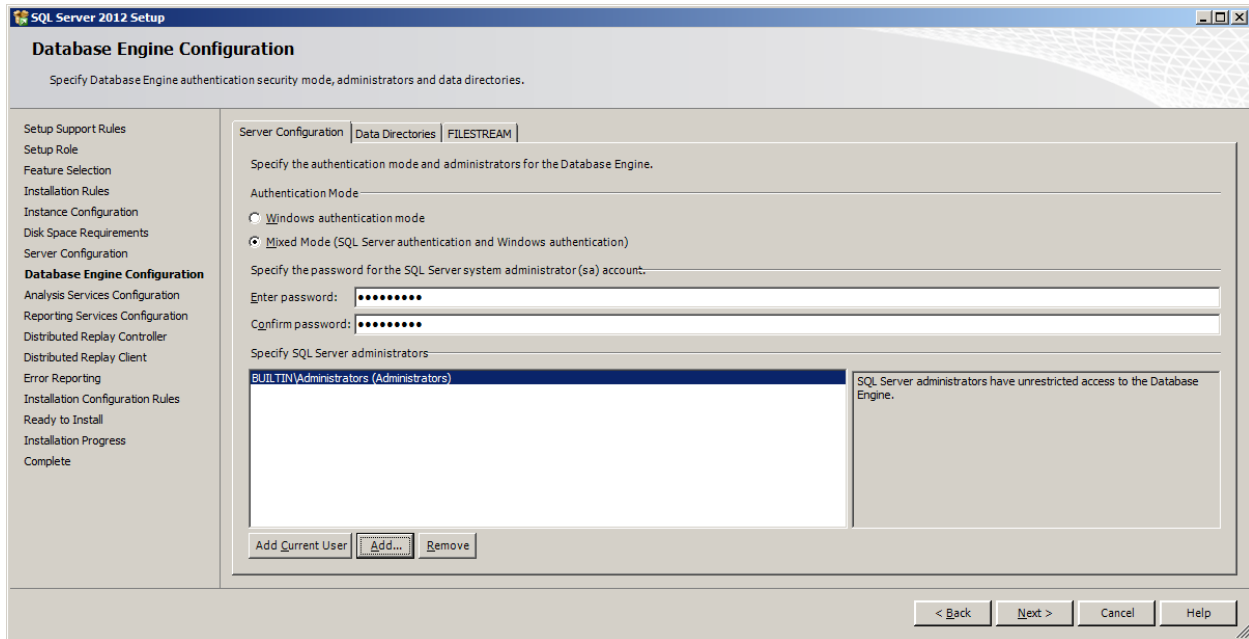 SQL Server 2012 Setup
Database Engine Configuration
Specify Database Engine authentication security mode, administrators and data directories.
Setup Support Rules
Setup Role
Feature Selection
Installation Rules
Instance Configuration
Disk Space Requirements
Server Configuration
Database Engine Configuration
Analysis Services Configuration
Reporting Services Configuration
Distributed Replay Controller
Distributed Replay Client
Error Reporting
Installation Configuration Rules
Ready to Install
Installation Progress
Complete
Server Configuration Data Directories FILESTREAM
Specify the authentication mode and administrators for the Database Engine.
Authentication Mode
Windows authentication mode
Mixed Mode (SQL Server authentication and Windows authentication)
Specify the password for the SQL Server system administrator (sa) account.
Enter password: ●●●●●●●●●
Confirm password: ●●●●●●●●●
Specify SQL Server administrators
BUILTIN\Administrators (Administrators)
SQL Server administrators have unrestricted access to the Database
Engine.
Add Current User Add... Remove
< Back Next > Cancel Help